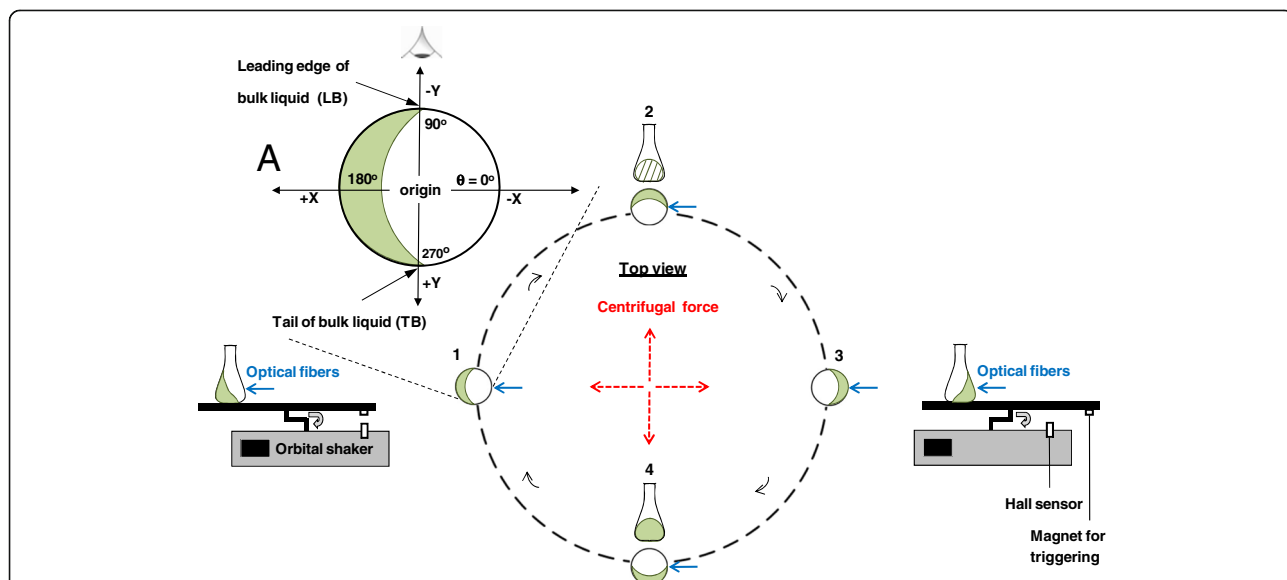 Leading edge of
bulk liquid (LB)
-Y
90°
A
180°
origin
θ = 0°
+X
-X
270°
+Y
Tail of bulk liquid (TB)
2
Top view
Centrifugal force
1
3
Optical fibers
Orbital shaker
4
Optical fibers
Hall sensor
Magnet for
triggering